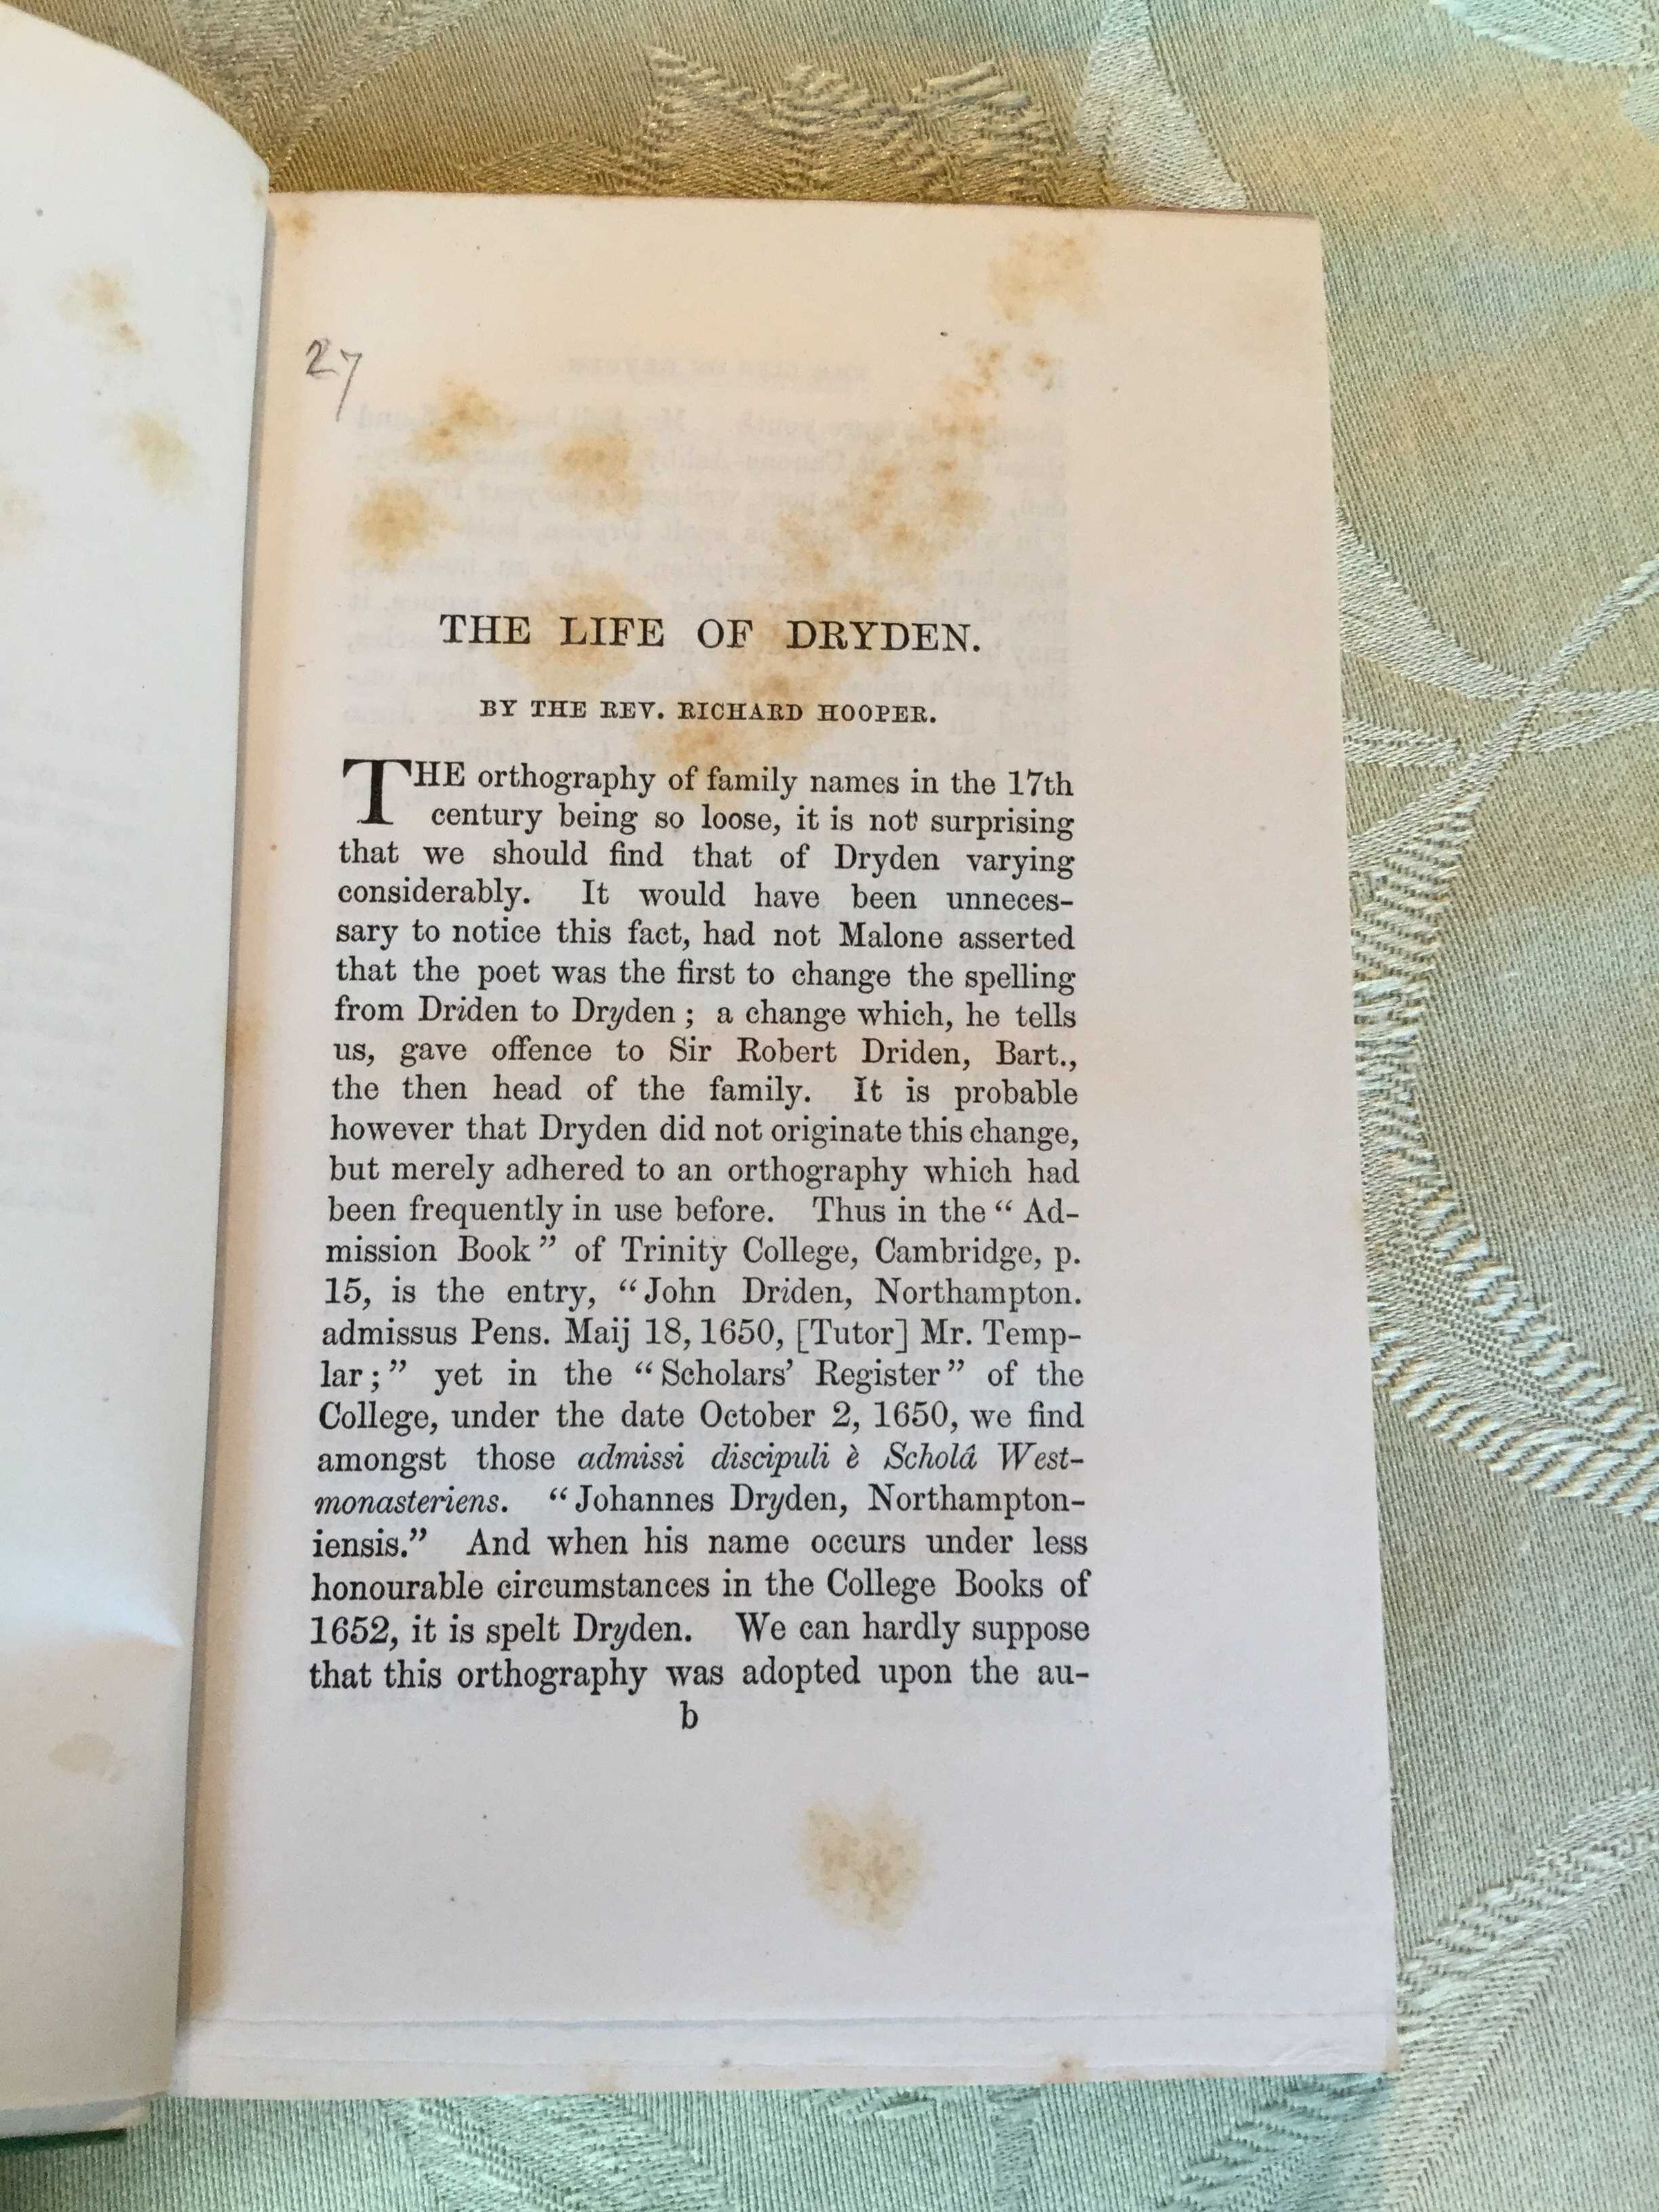 27
THE LIFE OF DRYDEN.
BY THE REV. RICHARD HOOPER.
THE orthography of family names in the 17th
century being so loose, it is not surprising
that we should find that of Dryden varying
considerably. It would have been unneces-
sary to notice this fact, had not Malone asserted
that the poet was the first to change the spelling
from Driden to Dryden ; a change which, he tells
us, gave offence to Sir Robert Driden, Bart.,
the then head of the family. It is probable
however that Dryden did not originate this change,
but merely adhered to an orthography which had
been frequently in use before. Thus in the “ Ad-
mission Book ” of Trinity College, Cambridge, p.
15, is the entry, “ John Driden, Northampton.
admissus Pens. Maij 18, 1650, [Tutor] Mr. Temp-
lar ; ” yet in the “ Scholars’ Register ” of the
College, under the date October 2, 1650, we find
amongst those admissi discipuli è Scholâ West-
monasteriens. “ Johannes Dryden, Northampton-
iensis.” And when his name occurs under less
honourable circumstances in the College Books of
1652, it is spelt Dryden. We can hardly suppose
that this orthography was adopted upon the au-
b